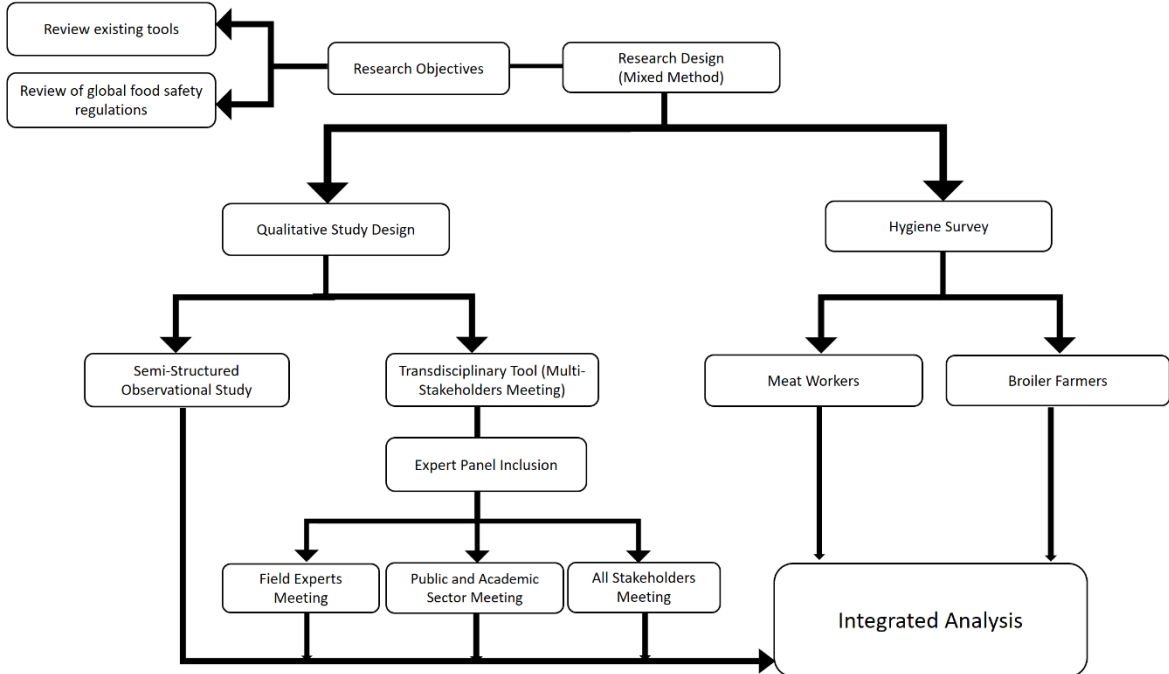 Review existing tools
Research Objectives
Research Design
(Mixed Method)
Review of global food safety
regulations
Qualitative Study Design
Hygiene Survey
Semi-Structured
Observational Study
Transdisciplinary Tool (Multi-
Stakeholders Meeting)
Meat Workers
Broiler Farmers
Expert Panel Inclusion
Field Experts
Meeting
Public and Academic
Sector Meeting
All Stakeholders
Meeting
Integrated Analysis